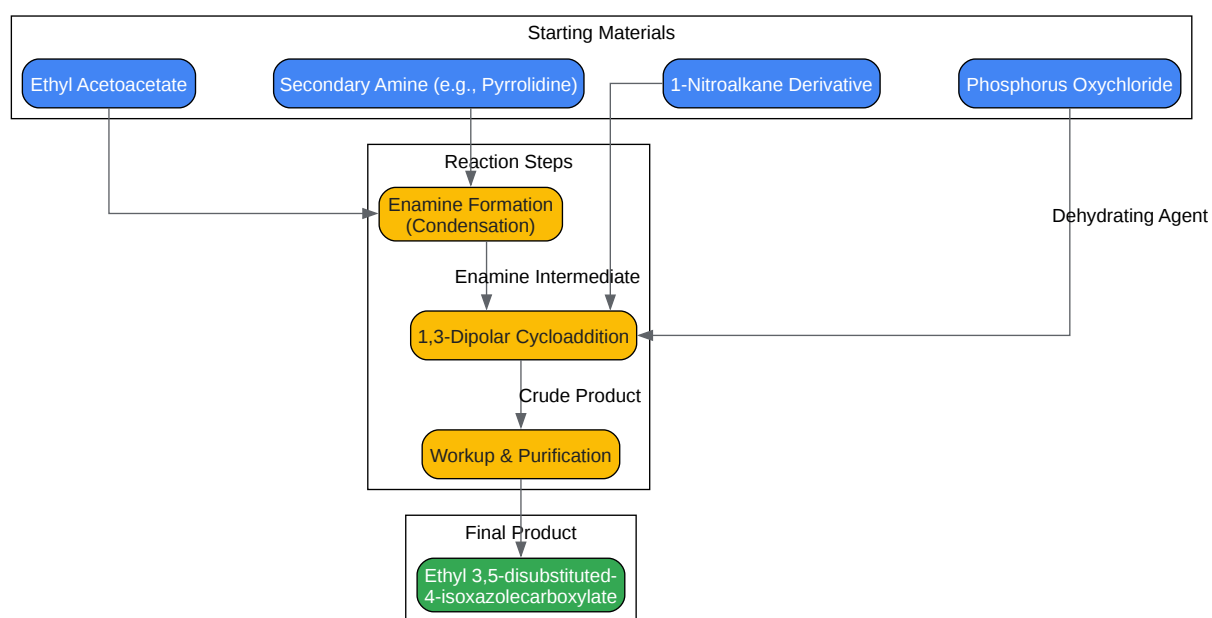 Starting Materials
Ethyl Acetoacetate
Secondary Amine (e.g., Pyrrolidine)
1-Nitroalkane Derivative
Phosphorus Oxychloride
Reaction Steps
Enamine Formation
(Condensation)
Dehydrating Agent
Enamine Intermediate
1,3-Dipolar Cycloaddition
Crude Product
Workup & Purification
Final Product
Ethyl 3,5-disubstituted-
4-isoxazolecarboxylate